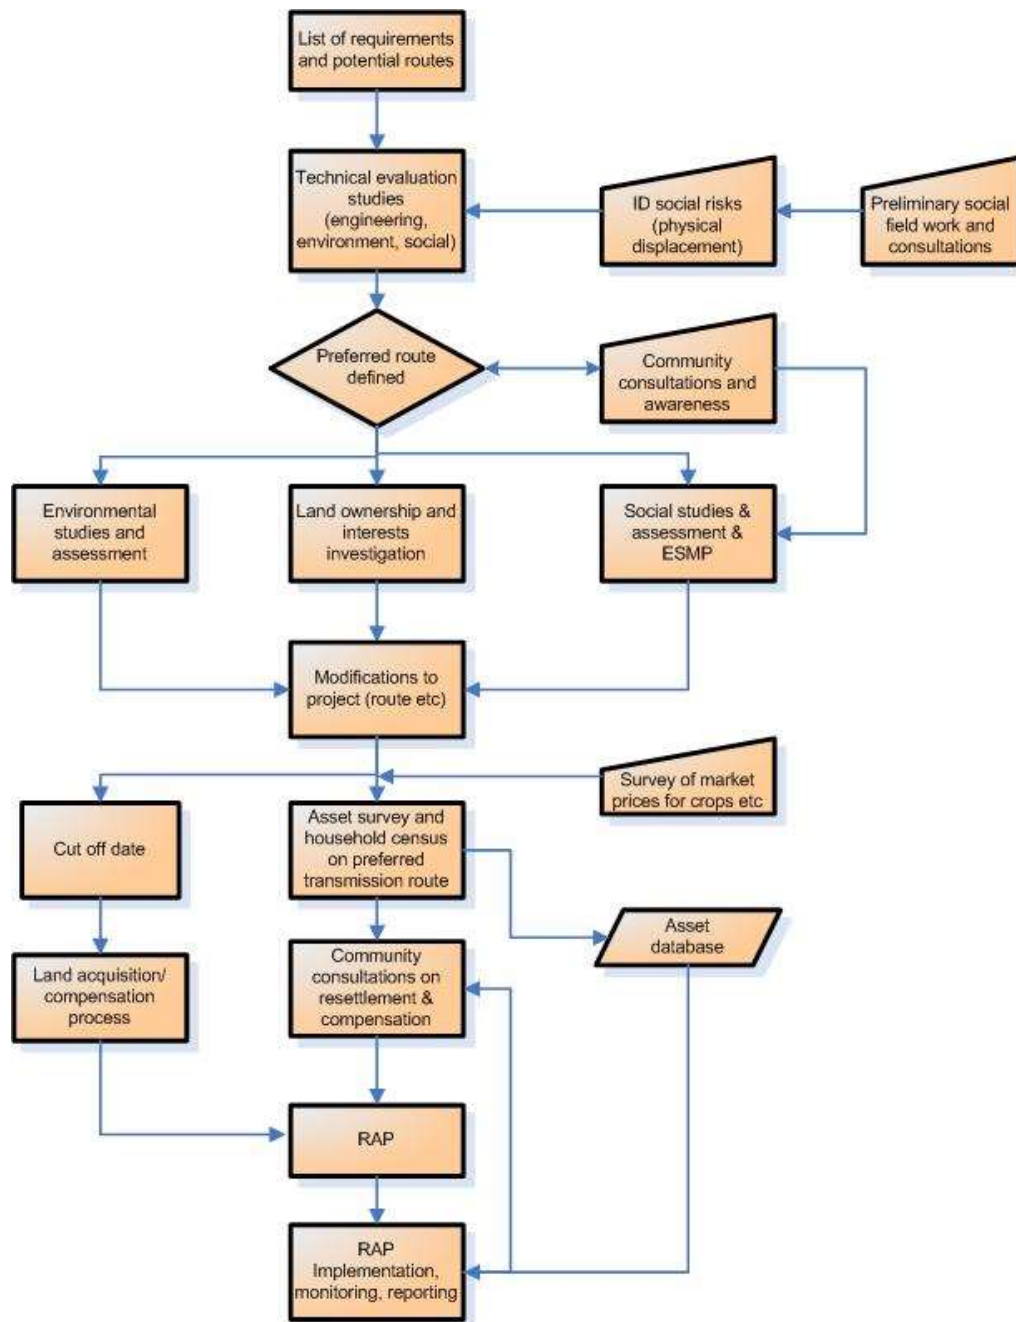 List of requirements
and potential routes
Technical evaluation
studies
(engineering,
environment, social)
ID social risks
(physical
displacement)
Preliminary social
field work and
consultations
Preferred route
defined
Community
consultations and
awareness
Environmental
studies and
assessment
Land ownership and
interests
investigation
Social studies &
assessment &
ESMP
Modifications to
project (route etc)
Survey of market
prices for crops etc
Cut off date
Asset survey and
household census
on preferred
transmission route
Asset
database
Land acquisition/
compensation
process
Community
consultations on
resettlement &
compensation
RAP
RAP
Implementation,
monitoring, reporting